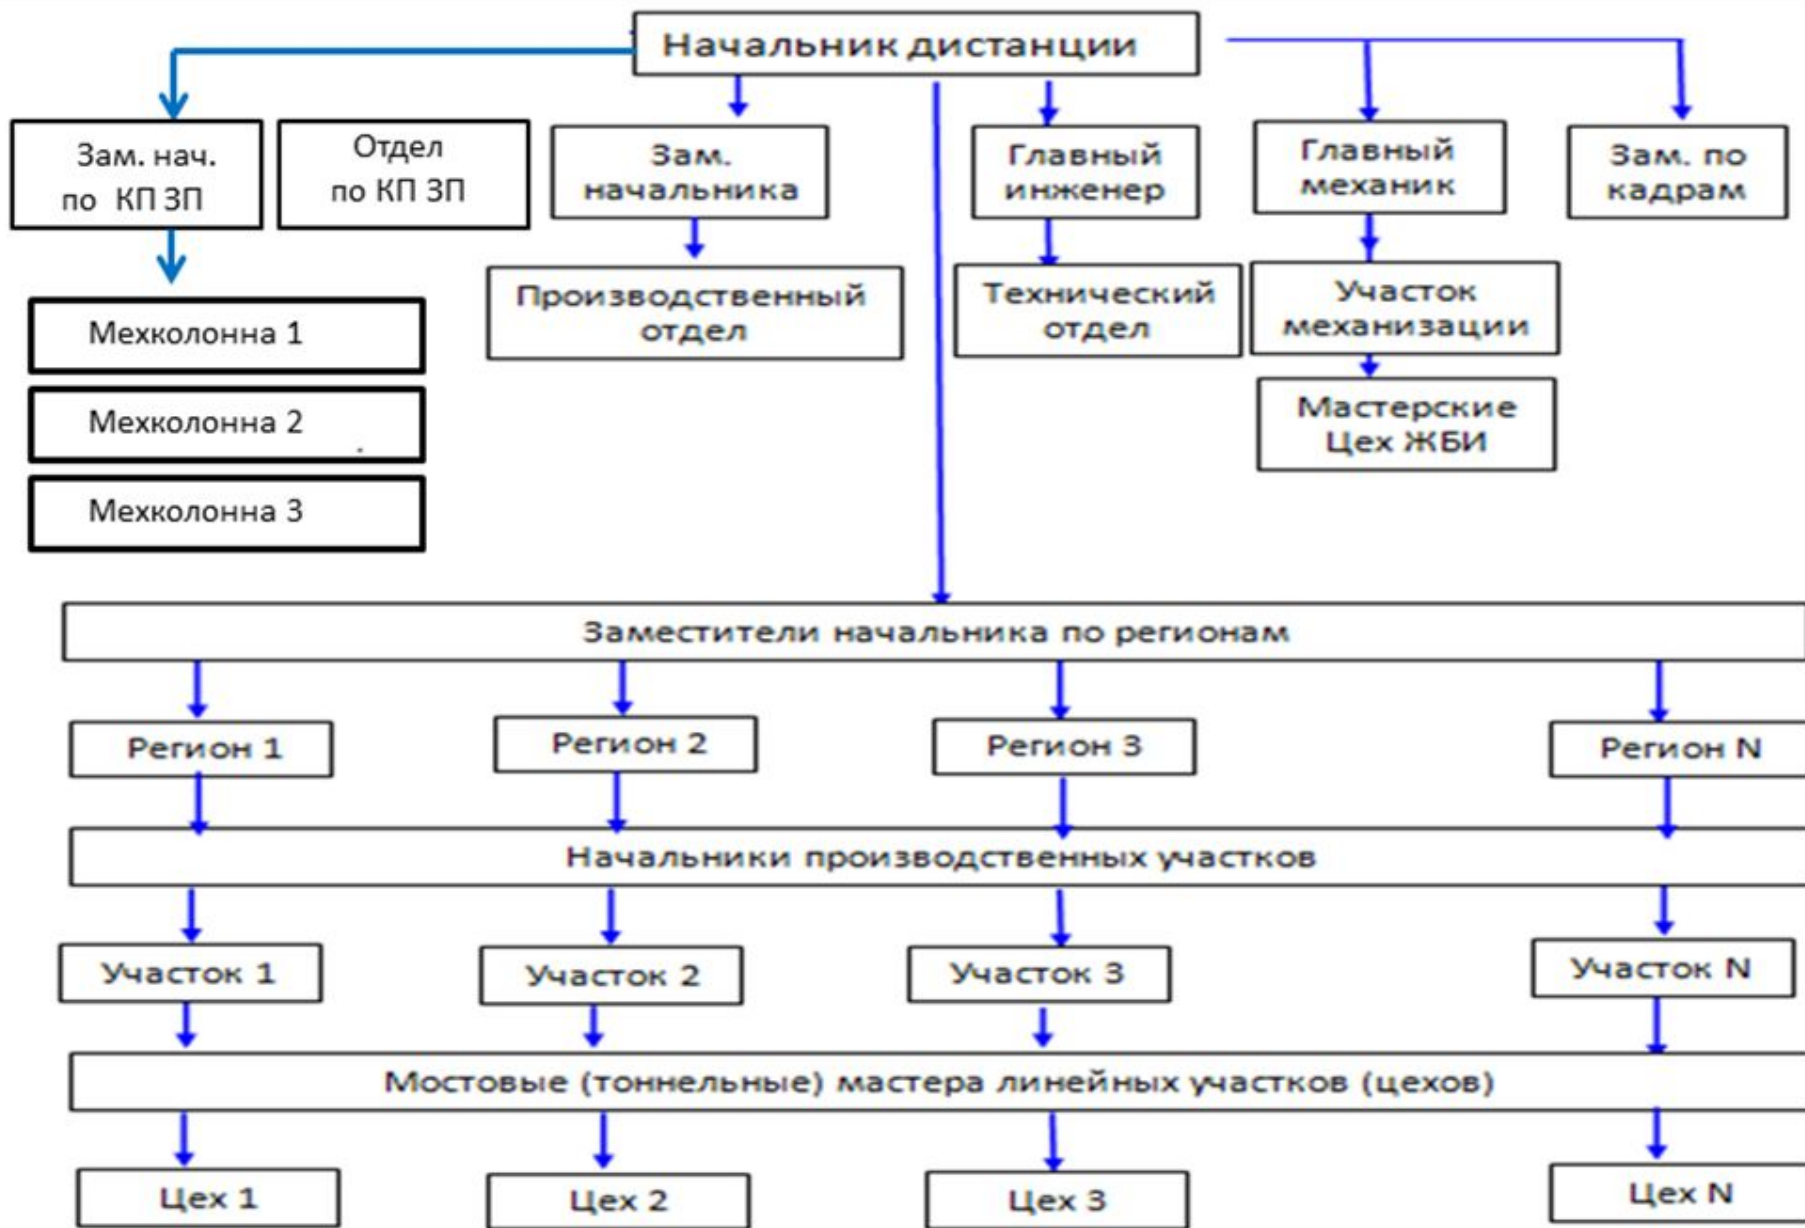 Начальник дистанции
Зам. нач.
по КП ЗП
Отдел
по КП ЗП
Зам.
начальника
Главный
инженер
Главный
механик
Зам. по
кадрам
Производственный
отдел
Технический
отдел
Участок
механизации
Мастерские
Цех ЖБИ
Мехколонна 1
Мехколонна 2
Мехколонна 3
Заместители начальника по регионам
Регион 1
Регион 2
Регион 3
Регион N
Начальники производственных участков
Участок 1
Участок 2
Участок 3
Участок N
Мостовые (тоннельные) мастера линейных участков (цехов)
Цех 1
Цех 2
Цех 3
Цех N